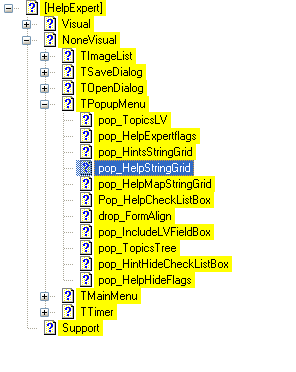 [HelpExpert]
Visual
NoneVisual
TImageList
TSaveDialog
TOpenDialog
TPopupMenu
pop_TopicsLV
pop_HelpExpertflags
pop_HintsStringGrid
pop_HelpStringGrid
pop_HelpMapStringGrid
Pop_HelpCheckListBox
drop_FormAlign
pop_IncludeLVFieldBox
pop_TopicsTree
pop_HintHideCheckListBox
pop_HelpHideFlags
TMainMenu
TTimer
Support